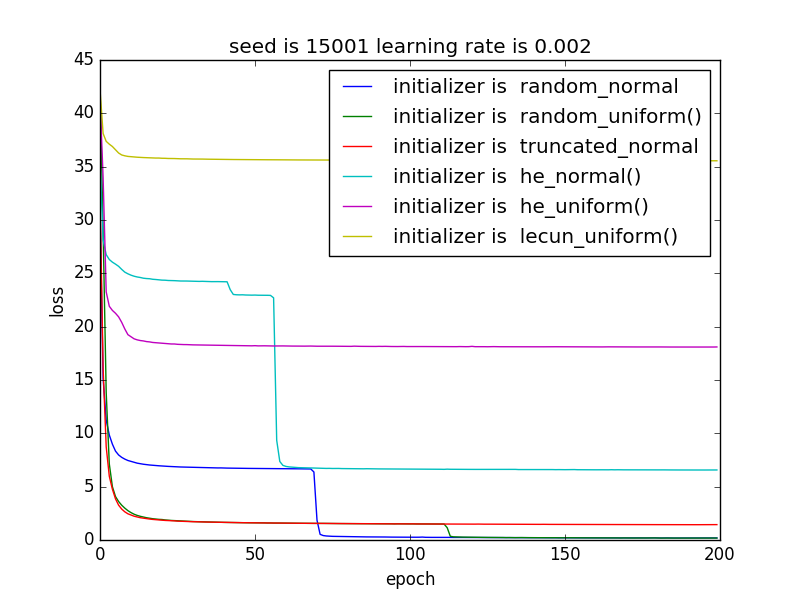 seed is 15001 learning rate is 0.002
45
40
35
30
25
20
15
10
5
0
loss
initializer is  random_normal
initializer is  random_uniform()
initializer is  truncated_normal
initializer is  he_normal()
initializer is  he_uniform()
initializer is  lecun_uniform()
0 50 100 150 200
epoch